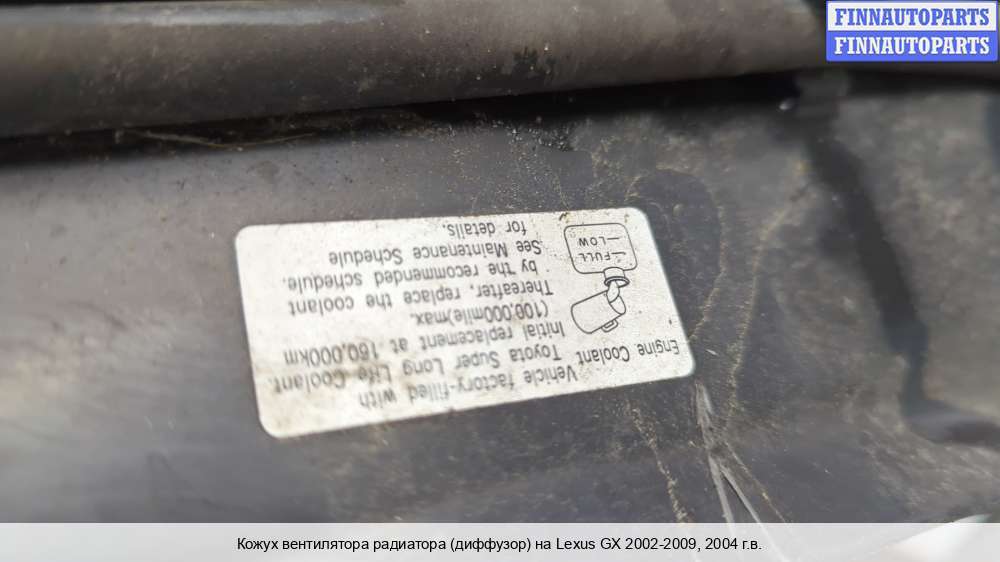 FINNAUTOPARTS
FINNAUTOPARTS
Engine Coolant
Vehicle factory-filled with
Toyota Super Long Life Coolant.
Initial replacement at 160,000km
(100,000mile)max.
Thereafter, replace the coolant
by the recommended schedule.
See Maintenance Schedule
for details.
FULL
LOW
Кожух вентилятора радиатора (диффузор) на Lexus GX 2002-2009, 2004 г.в.